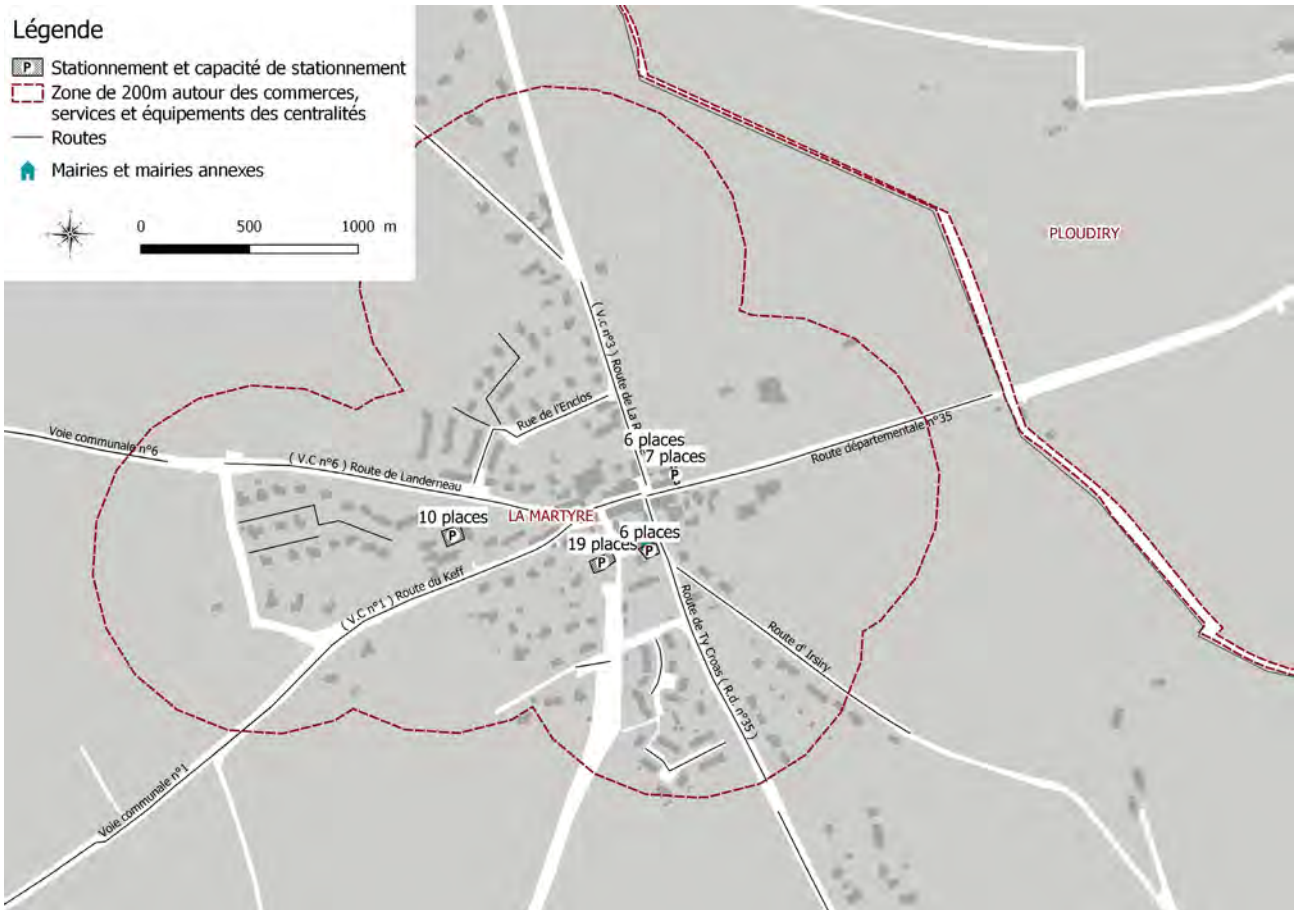 Légende
P Stationnement et capacité de stationnement
Zone de 200m autour des commerces,
services et équipements des centralités
Routes
Mairies et mairies annexes
0 500 1000 m
PLOUDIRY
( V.c n°3 ) Route de La R
Rue de l'Enclos
Voie communale n°6
( V.C n°6 ) Route de Landerneau
Route départementale n°35
6 places
7 places
P
10 places
P
LA MARTYRE
6 places
P
19 places
P
( V.C n°1 ) Route du Keff
Route de Ty Croas ( R.d. n°35 )
Route d' Irsiry
Voie communale n°1